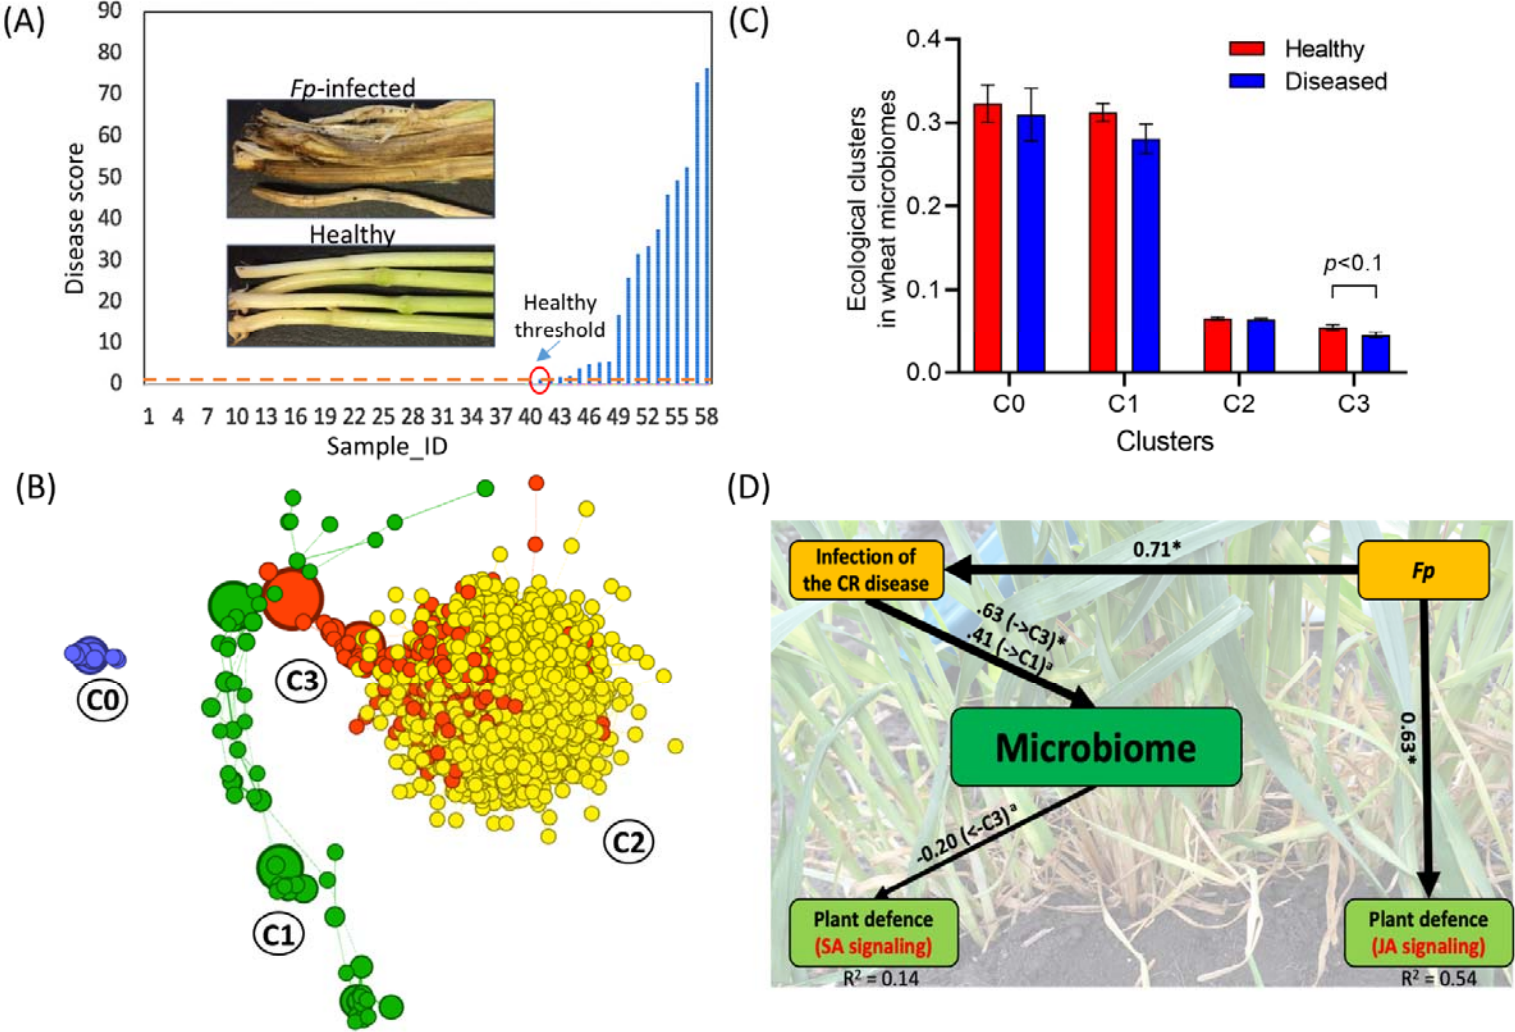 (A)
90
80
70
60
50
40
30
20
10
0
Disease score
Fp-infected
Healthy
Healthy
threshold
1 4 7 10 13 16 19 22 25 28 31 34 37 40 43 46 49 52 55 58
Sample_ID
(C)
0.4
0.3
0.2
0.1
0.0
Ecological clusters
in wheat microbiomes
Healthy
Diseased
p<0.1
C0 C1 C2 C3
Clusters
(B)
C0
C3
C2
C1
(D)
Infection of
the CR disease
0.71*
Fp
.63 (->C3)*
.41 (->C1)ᵃ
0.63*
Microbiome
-0.20 (<-C3)ᵃ
Plant defence
(SA signaling)
R² = 0.14
Plant defence
(JA signaling)
R² = 0.54